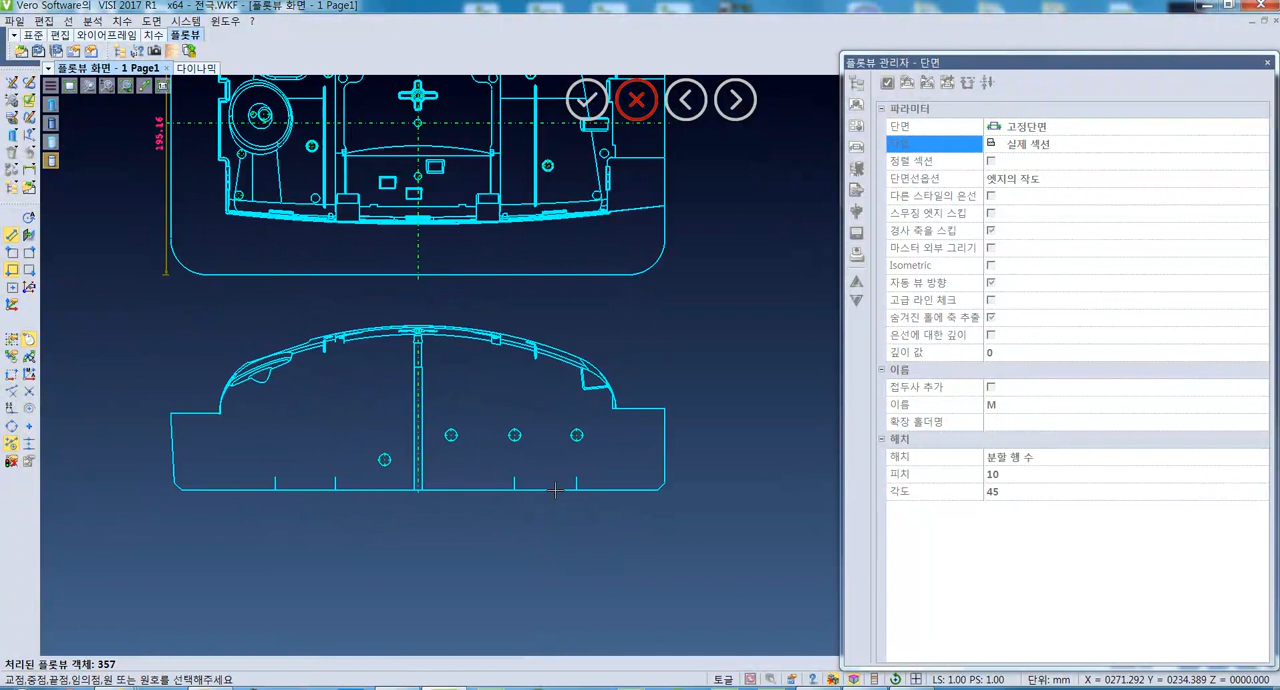 Vero Software의 VISI 2017 R1 x64 - 전극.WKF - [플롯뷰 화면 - 1 Page1]
파일 편집 선 분석 치수 도면 시스템 윈도우 ?
표준 편집 와이어프레임 치수 플롯뷰
플롯뷰 화면 - 1 Page1 × 다이나믹
195.16
플롯뷰 관리자 - 단면
파라미터
단면 고정단면
실제 섹션
정렬 섹션
단면선옵션 엣지의 작도
다른 스타일의 은선
스무징 엣지 스킵
경사 죽을 스킵
마스터 외부 그리기
Isometric
자동 뷰 방향
고급 라인 체크
숨겨진 홀에 죽 추출
은선에 대한 깊이
깊이 값 0
이름
접두사 추가
이름 M
확장 홀더명
해치
해치 분할 행 수
피치 10
각도 45
처리된 플롯뷰 객체: 357
교점,중점,끝점,임의점,원 또는 원호를 선택해주세요
토글 LS: 1.00 PS: 1.00 단위: mm X = 0271.292 Y = 0234.389 Z = 0000.000